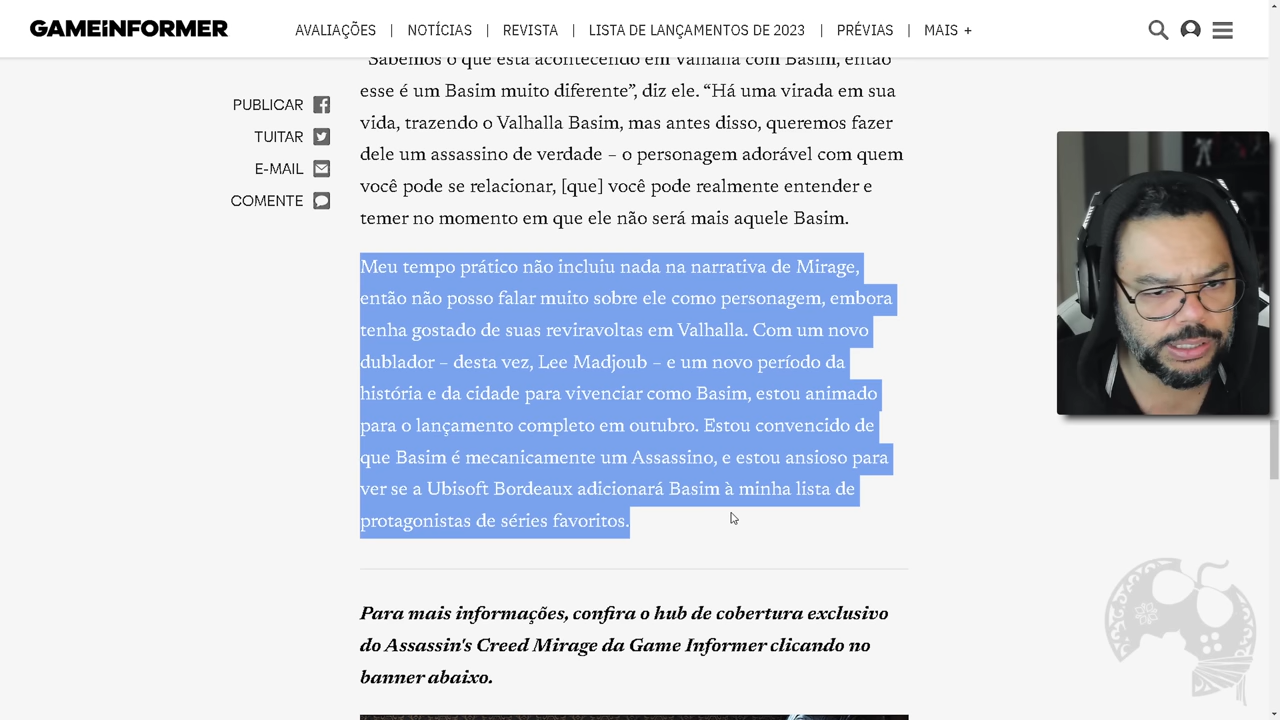 GAMEiNFORMER
AVALIAÇÕES | NOTÍCIAS | REVISTA | LISTA DE LANÇAMENTOS DE 2023 | PRÉVIAS | MAIS +
PUBLICAR
TUITAR
E-MAIL
COMENTE
“Sabemos o que está acontecendo em Valhalla com Basim, então
esse é um Basim muito diferente”, diz ele. “Há uma virada em sua
vida, trazendo o Valhalla Basim, mas antes disso, queremos fazer
dele um assassino de verdade – o personagem adorável com quem
você pode se relacionar, [que] você pode realmente entender e
temer no momento em que ele não será mais aquele Basim.
Meu tempo prático não incluiu nada na narrativa de Mirage,
então não posso falar muito sobre ele como personagem, embora
tenha gostado de suas reviravoltas em Valhalla. Com um novo
dublador – desta vez, Lee Madjoub – e um novo período da
história e da cidade para vivenciar como Basim, estou animado
para o lançamento completo em outubro. Estou convencido de
que Basim é mecanicamente um Assassino, e estou ansioso para
ver se a Ubisoft Bordeaux adicionará Basim à minha lista de
protagonistas de séries favoritos.
Para mais informações, confira o hub de cobertura exclusivo
do Assassin's Creed Mirage da Game Informer clicando no
banner abaixo.